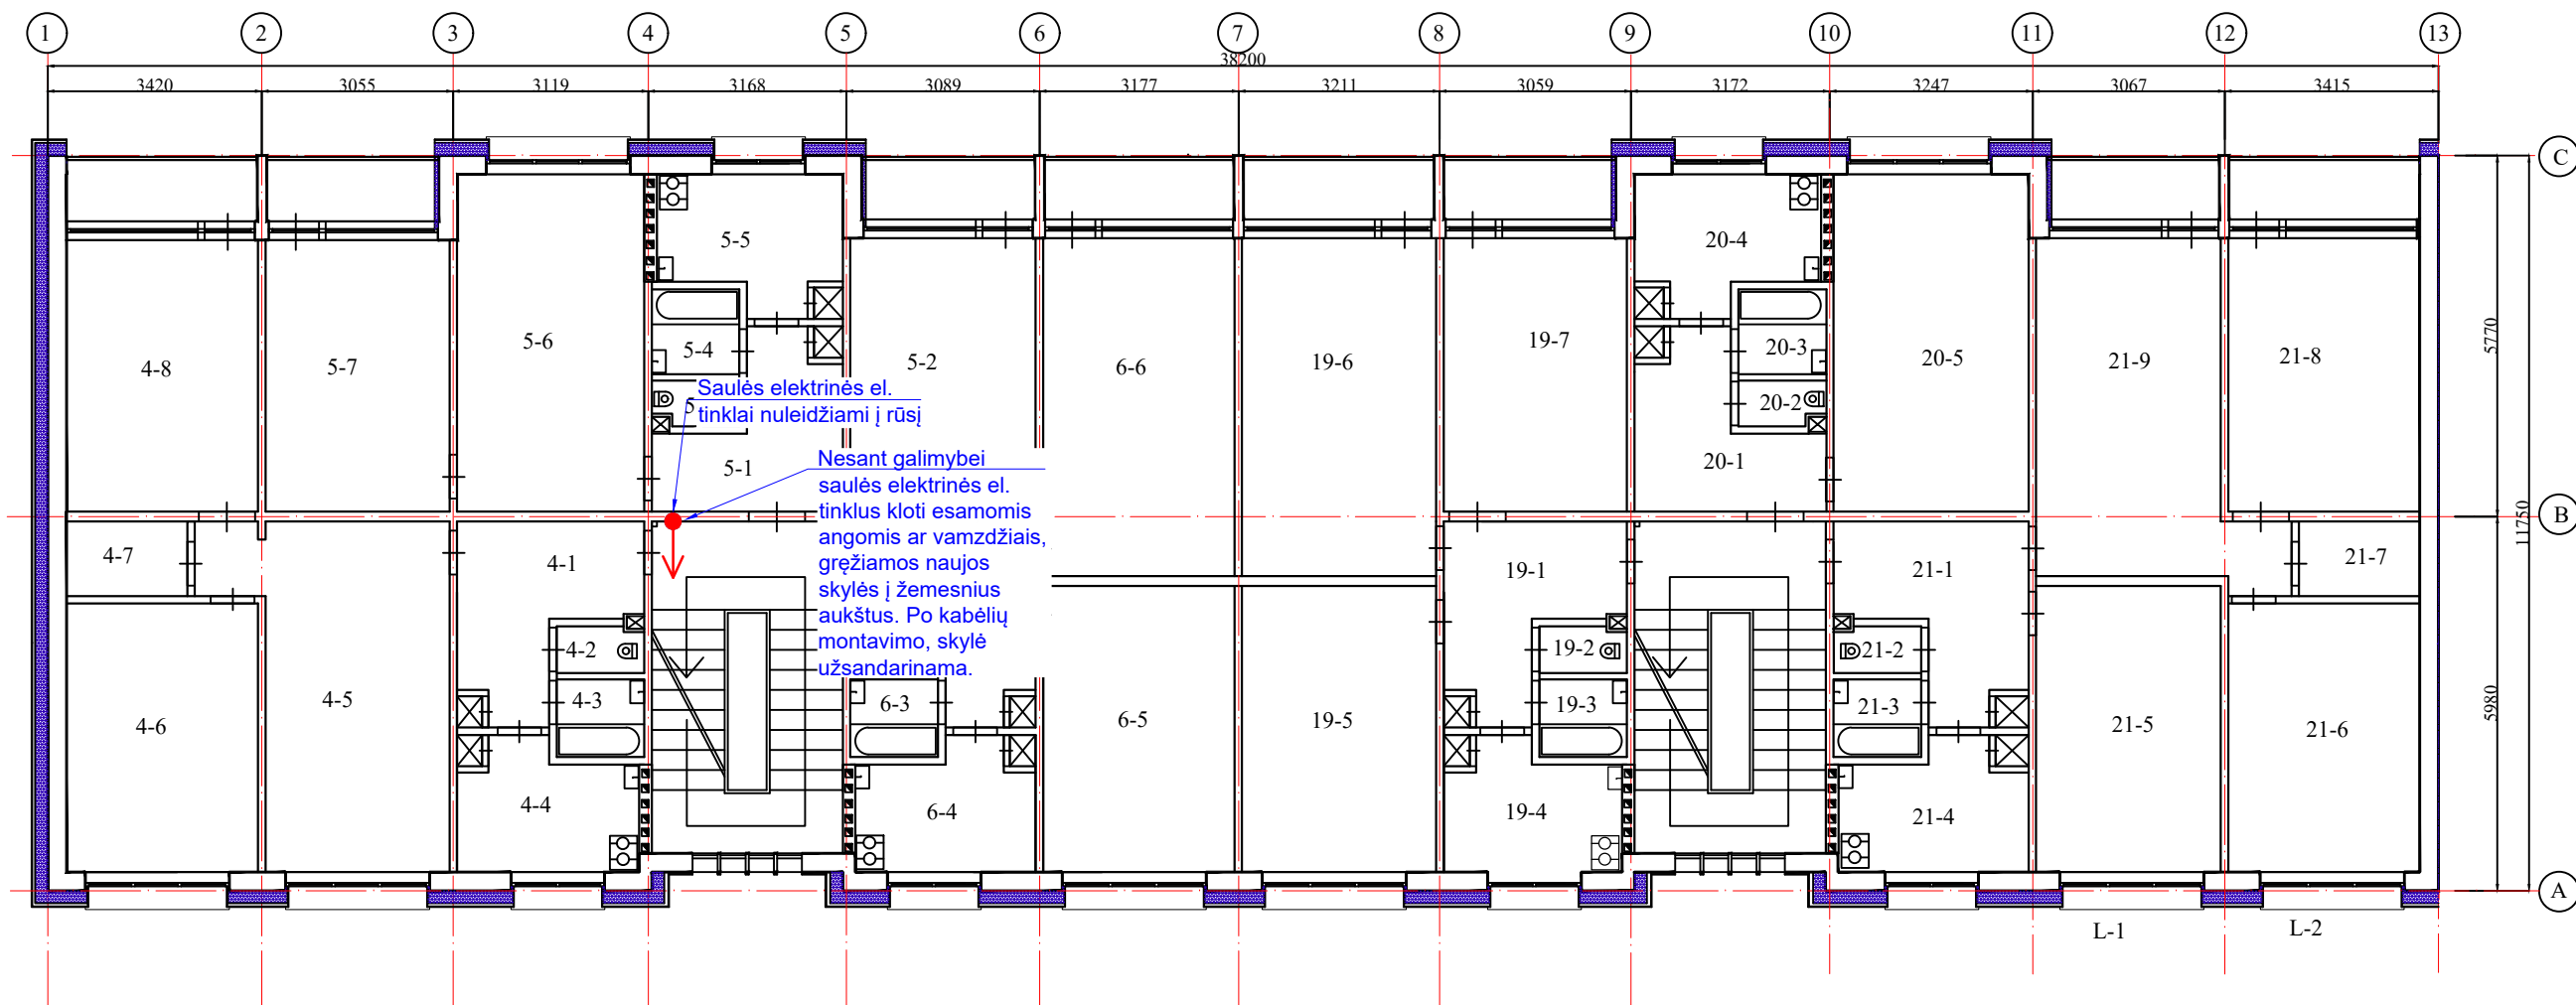 1 2 3 4 5 6 7 8 9 10 11 12 13
38200
3420 3055 3119 3168 3089 3177 3211 3059 3172 3247 3067 3415
C
5-5 20-4
5770
4-8 5-7 5-6 5-4 5-2 6-6 19-6 19-7 20-3 20-5 21-9 21-8
Saulės elektrinės el.
tinklai nuleidžiami į rūsį
5
20-2
5-1 20-1
Nesant galimybei
saulės elektrinės el.
tinklus kloti esamomis
angomis ar vamzdžiais,
gręžiamos naujos
skylės į žemesnius
aukštus. Po kabėlių
montavimo, skylė
užsandarinama.
B
11750
4-7 4-1 19-1 21-1 21-7
4-2 19-2 21-2
4-6 4-5 4-3 6-3 6-5 19-5 19-3 21-3 21-5 21-6
5980
4-4 6-4 19-4 21-4
A
L-1 L-2